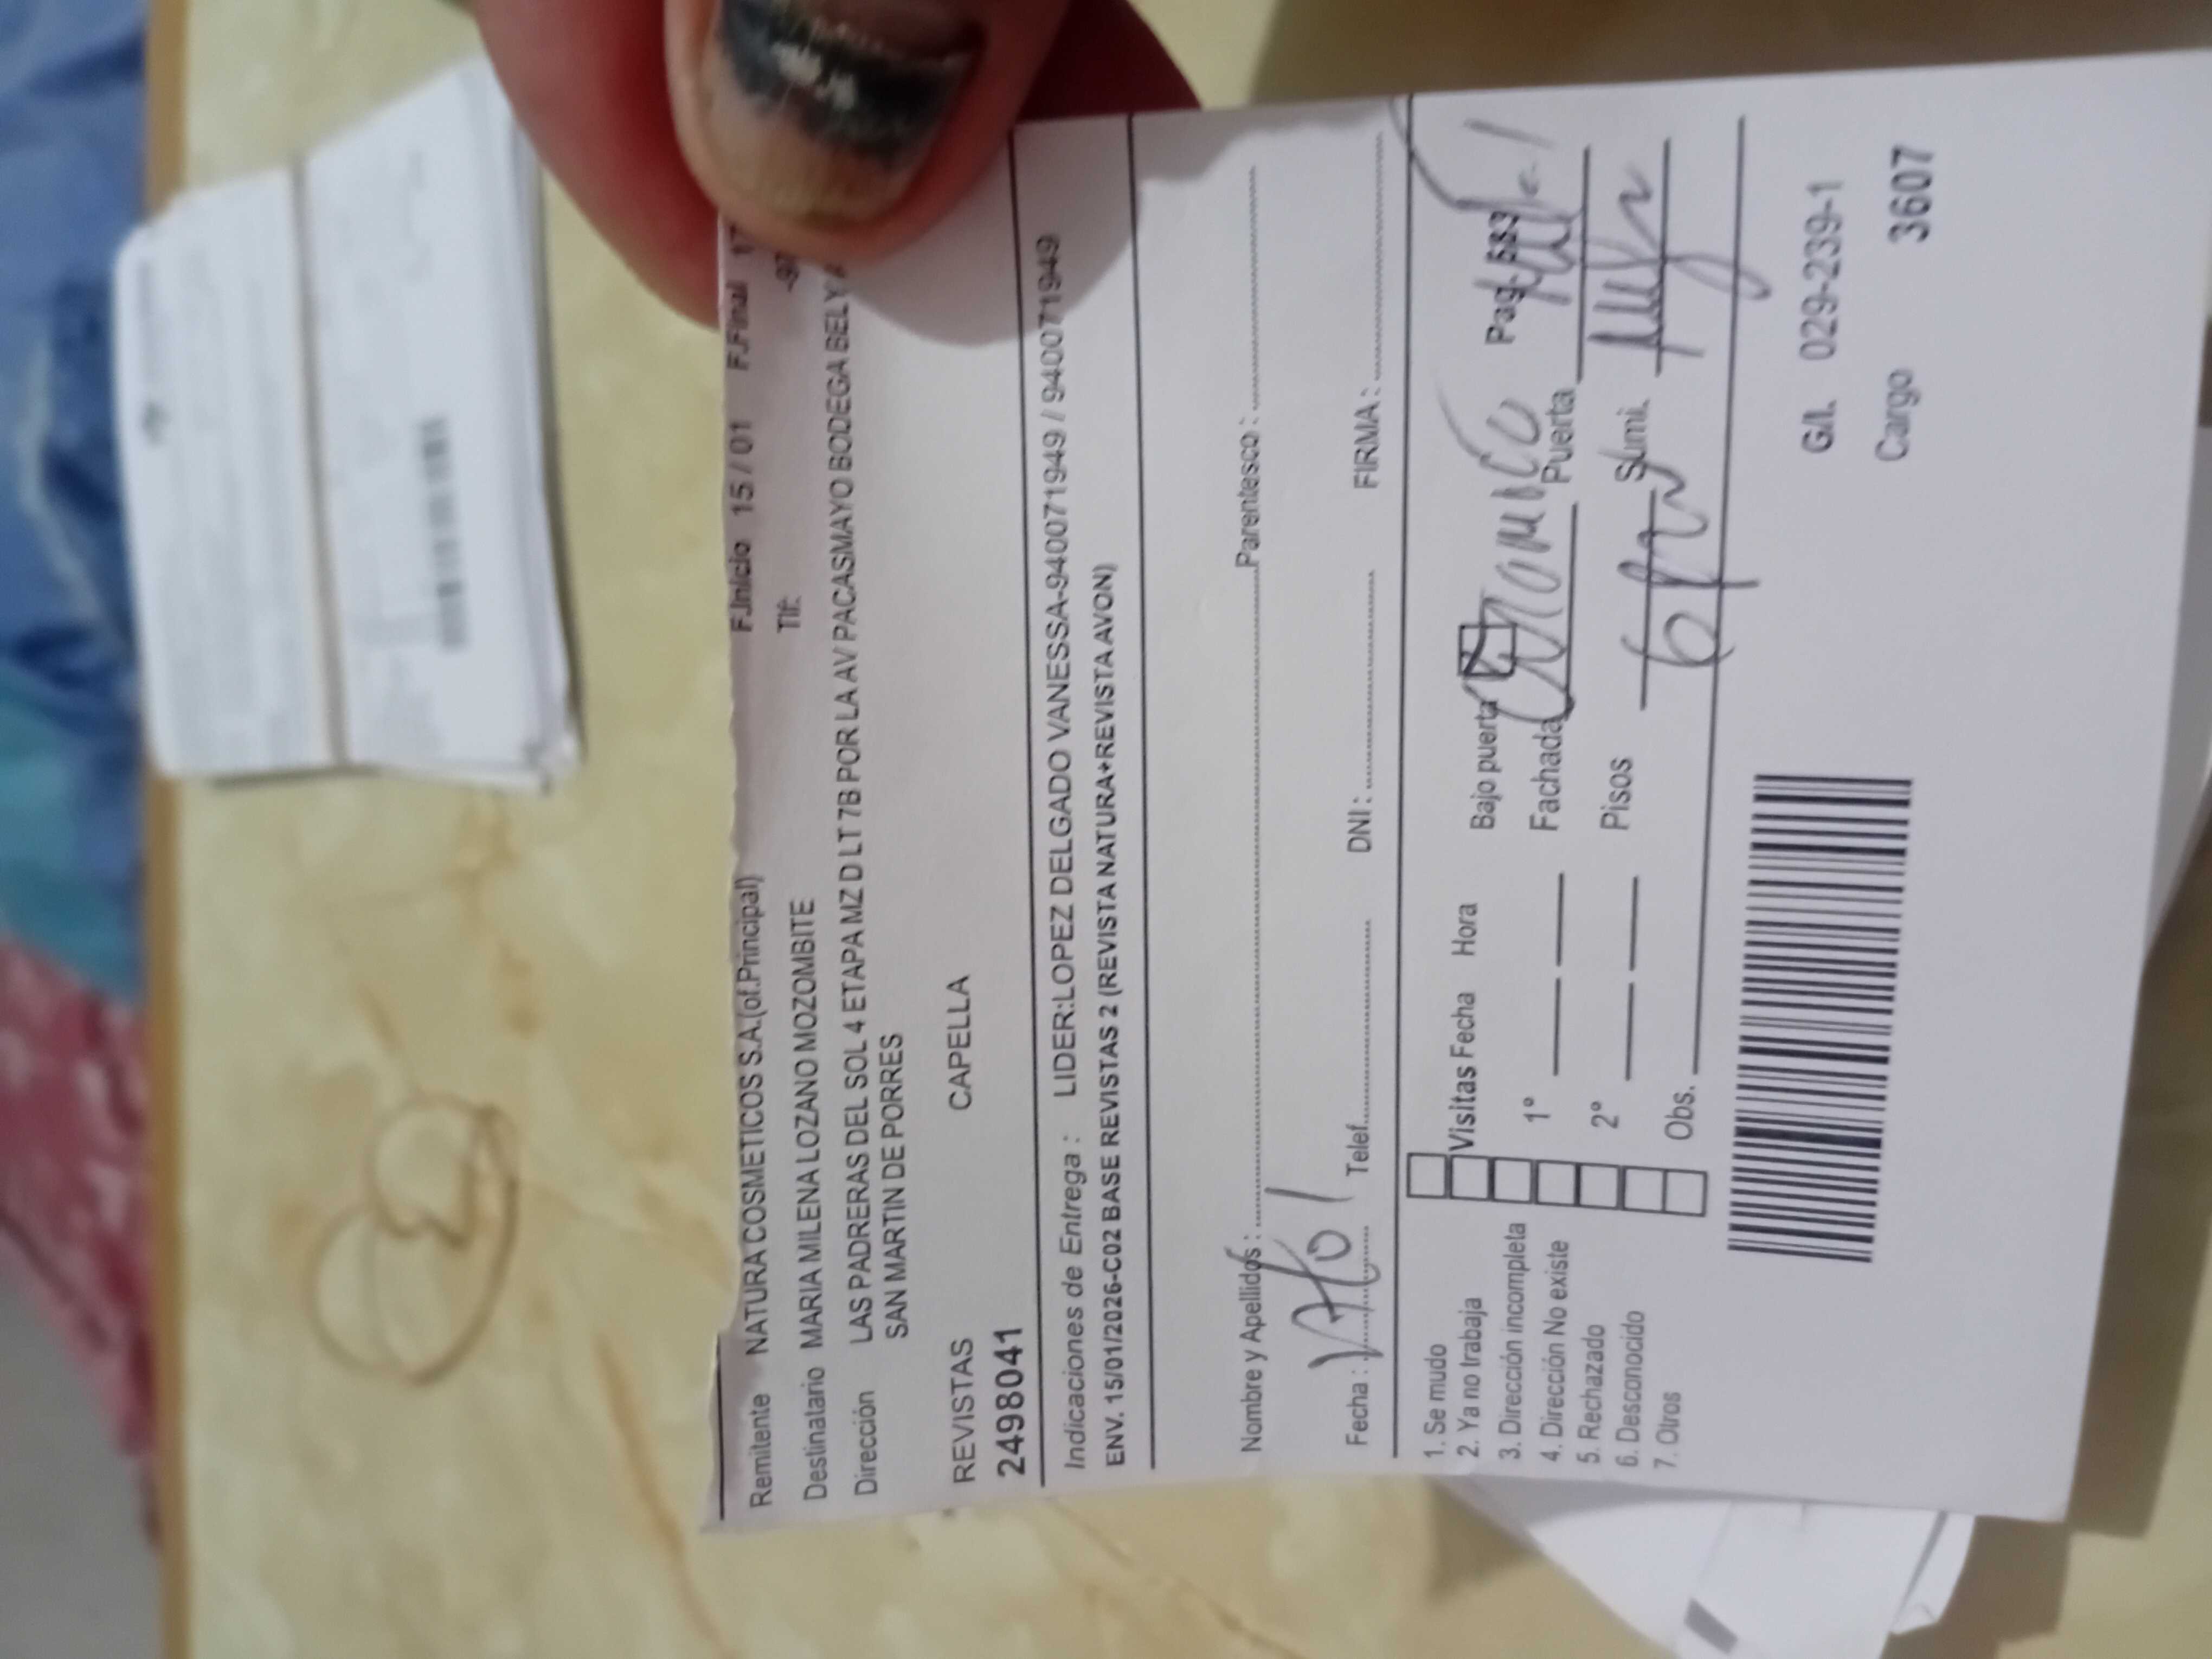 F.Inicio 15 / 01 F.Final 17
Remitente NATURA COSMETICOS S.A.(of.Principal) Tlf:
Destinatario MARIA MILENA LOZANO MOZOMBITE
Dirección LAS PADRERAS DEL SOL 4 ETAPA MZ D LT 7B POR LA AV PACASMAYO BODEGA BELY
SAN MARTIN DE PORRES
REVISTAS CAPELLA
2498041
Indicaciones de Entrega : LIDER:LOPEZ DELGADO VANESSA-940071949 / 940071949
ENV. 15/01/2026-C02 BASE REVISTAS 2 (REVISTA NATURA+REVISTA AVON)
Nombre y Apellidos : Parentesco :
Fecha : Telef. DNI : FIRMA :
1. Se mudo
2. Ya no trabaja
3. Dirección incompleta
4. Dirección No existe
5. Rechazado
6. Desconocido
7. Otros
Visitas Fecha Hora
1°
2°
Obs.
Bajo puerta Pag-
Fachada Puerta
Pisos Sumi.
G/I. 029-239-1
Cargo 3607